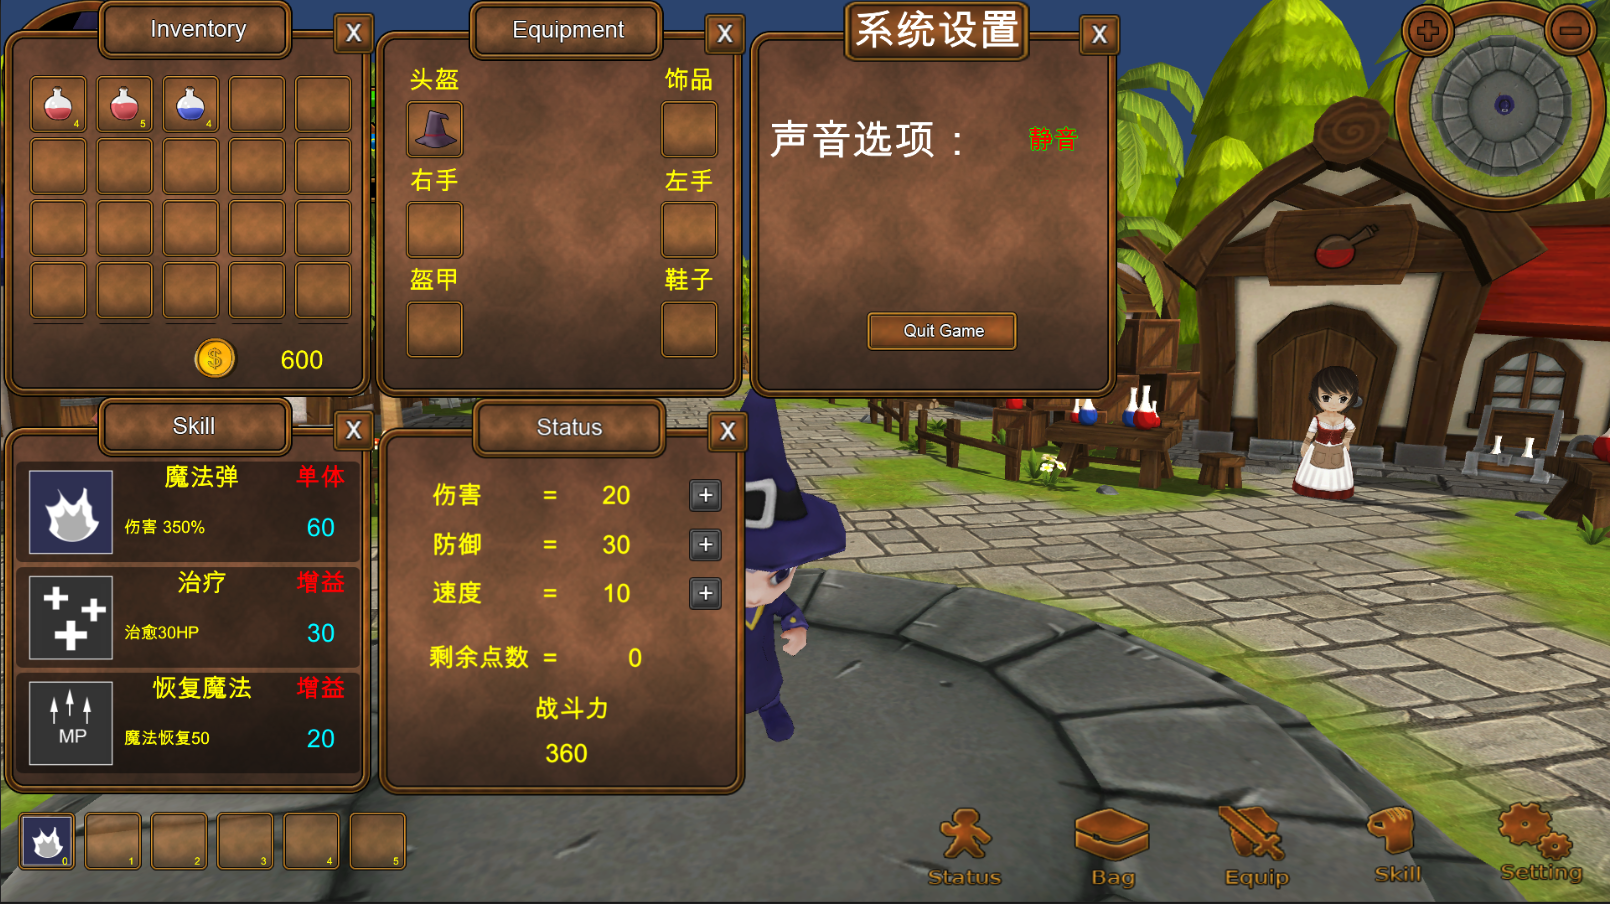 Inventory
X
4
5
4
600
Equipment
X
头盔
饰品
右手
左手
盔甲
鞋子
系统设置
X
声音选项：
静音
Quit Game
Skill
X
魔法弹
单体
伤害 350%
60
治疗
增益
治愈30HP
30
恢复魔法
增益
MP
魔法恢复50
20
Status
X
伤害 = 20 +
防御 = 30 +
速度 = 10 +
剩余点数 = 0
战斗力
360
0 1 2 3 4 5
Status
Bag
Equip
Skill
Setting